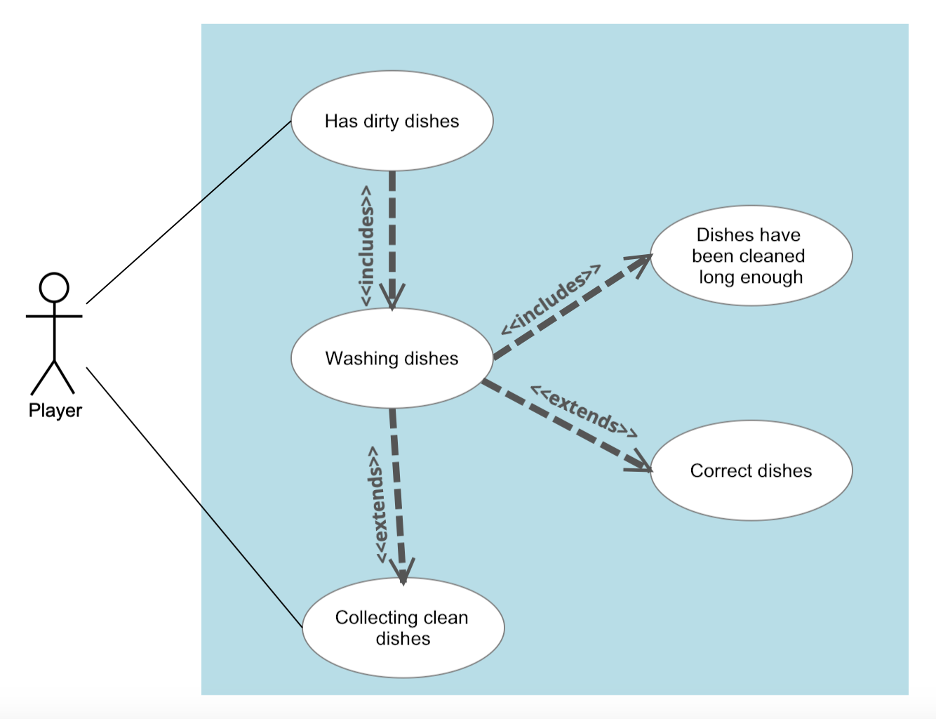 Has dirty dishes
<<includes>>
Dishes have
been cleaned
long enough
<<includes>>
Washing dishes
Player
<<extends>>
Correct dishes
<<extends>>
Collecting clean
dishes